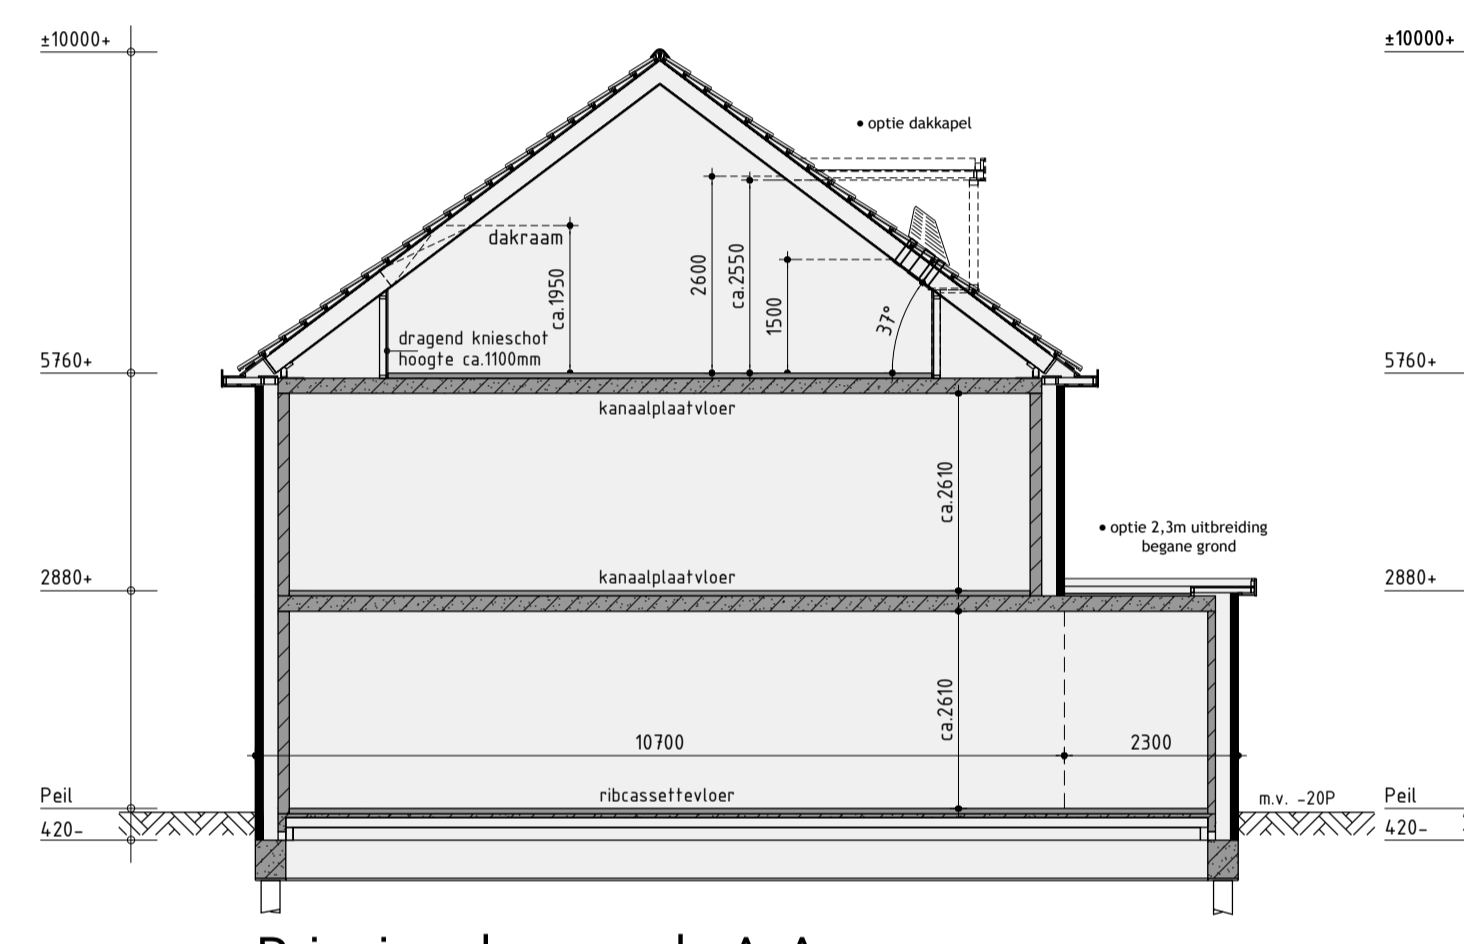 ±10000+
±10000+
• optie dakkapel
dakraam
ca.1950
2600
ca.2550
1500
37°
dragend knieschot
hoogte ca.1100mm
5760+
5760+
kanaalplaatvloer
ca.2610
• optie 2,3m uitbreiding
begane grond
2880+
kanaalplaatvloer
2880+
ca.2610
10700
2300
Peil
ribcassettevloer
m.v. -20P
Peil
420-
420-